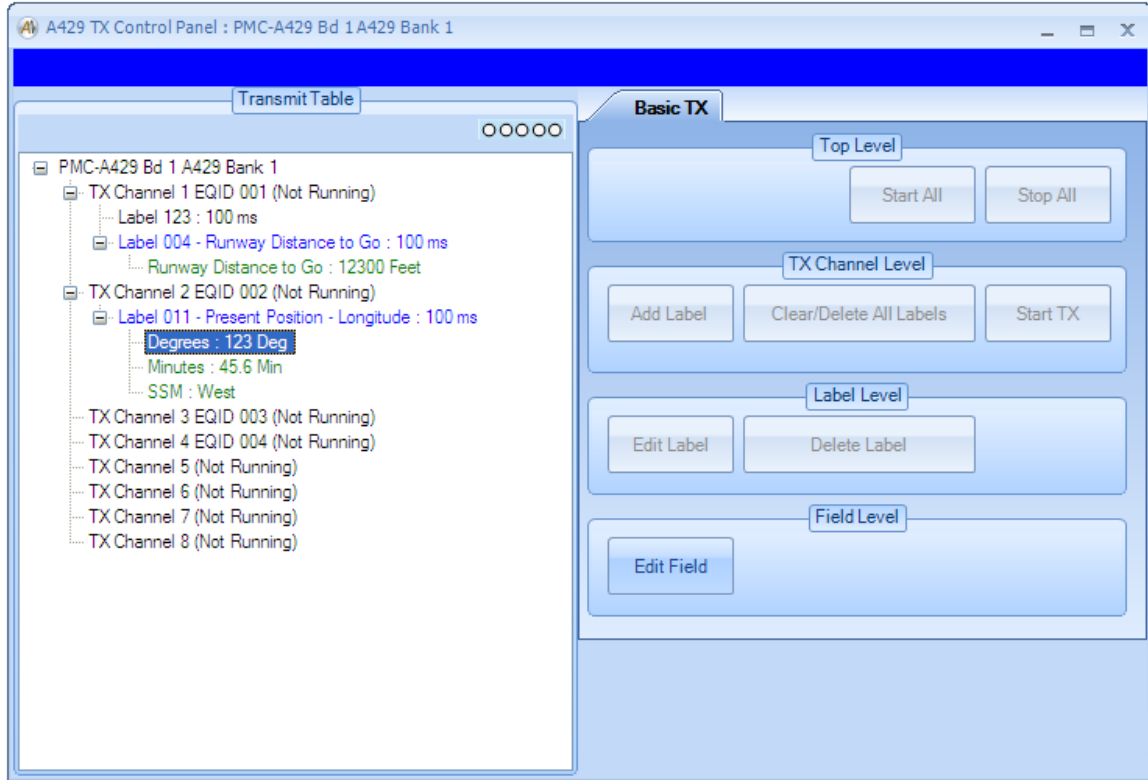 A429 TX Control Panel : PMC-A429 Bd 1 A429 Bank 1
Transmit Table
PMC-A429 Bd 1 A429 Bank 1
TX Channel 1 EQID 001 (Not Running)
Label 123 : 100 ms
Label 004 - Runway Distance to Go : 100 ms
Runway Distance to Go : 12300 Feet
TX Channel 2 EQID 002 (Not Running)
Label 011 - Present Position - Longitude : 100 ms
Degrees : 123 Deg
Minutes : 45.6 Min
SSM : West
TX Channel 3 EQID 003 (Not Running)
TX Channel 4 EQID 004 (Not Running)
TX Channel 5 (Not Running)
TX Channel 6 (Not Running)
TX Channel 7 (Not Running)
TX Channel 8 (Not Running)
Basic TX
Top Level
Start All Stop All
TX Channel Level
Add Label Clear/Delete All Labels Start TX
Label Level
Edit Label Delete Label
Field Level
Edit Field